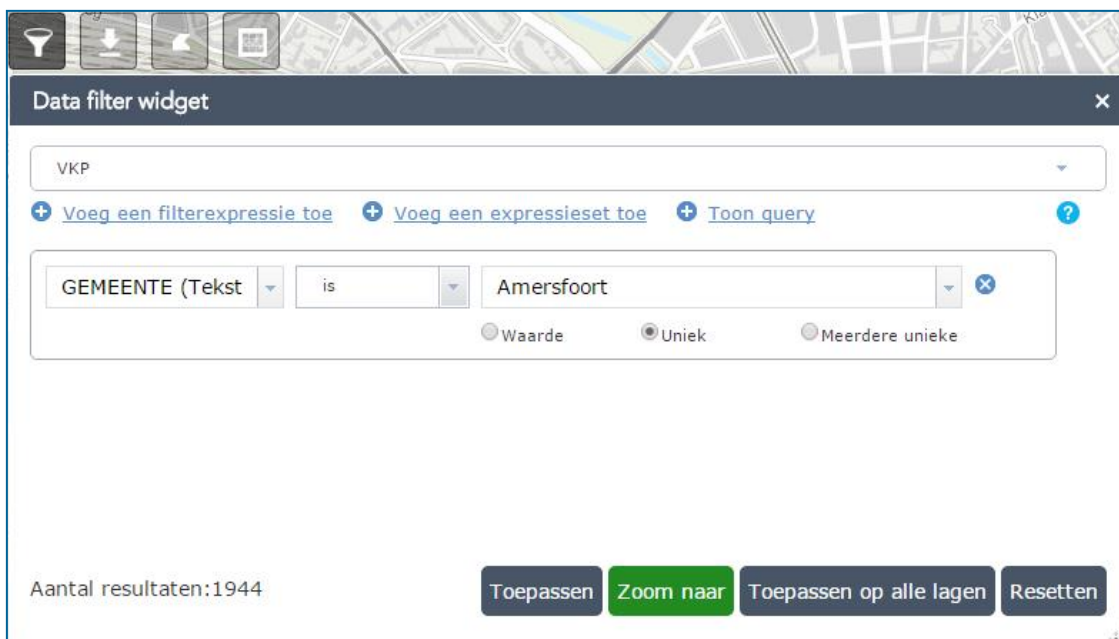 Data filter widget
VKP
Voeg een filterexpressie toe Voeg een expressieset toe Toon query ?
GEMEENTE (Tekst is Amersfoort
Waarde Uniek Meerdere unieke
Aantal resultaten:1944 Toepassen Zoom naar Toepassen op alle lagen Resetten